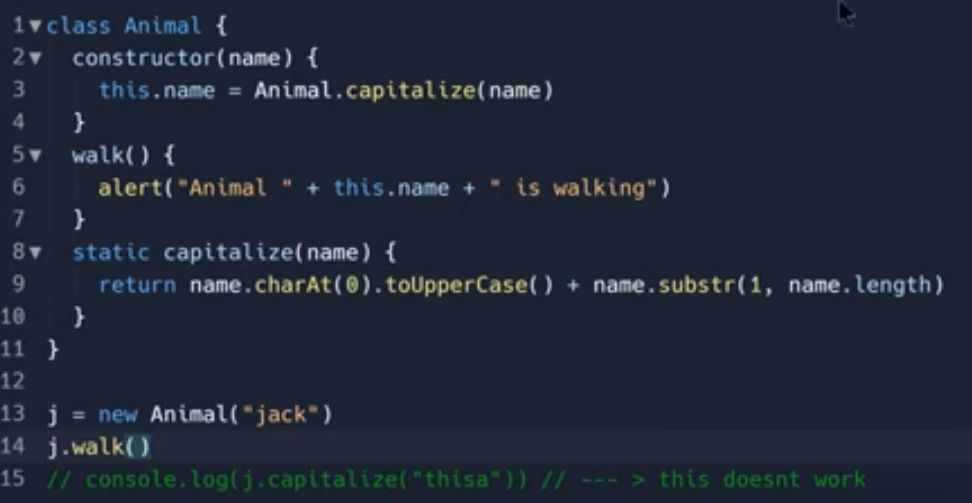 1▼class Animal {
2▼  constructor(name) {
3    this.name = Animal.capitalize(name)
4  }
5▼  walk() {
6    alert("Animal " + this.name + " is walking")
7  }
8▼  static capitalize(name) {
9    return name.charAt(0).toUpperCase() + name.substr(1, name.length)
10  }
11 }
12
13 j = new Animal("jack")
14 j.walk()
15 // console.log(j.capitalize("thisa")) // --- > this doesnt work